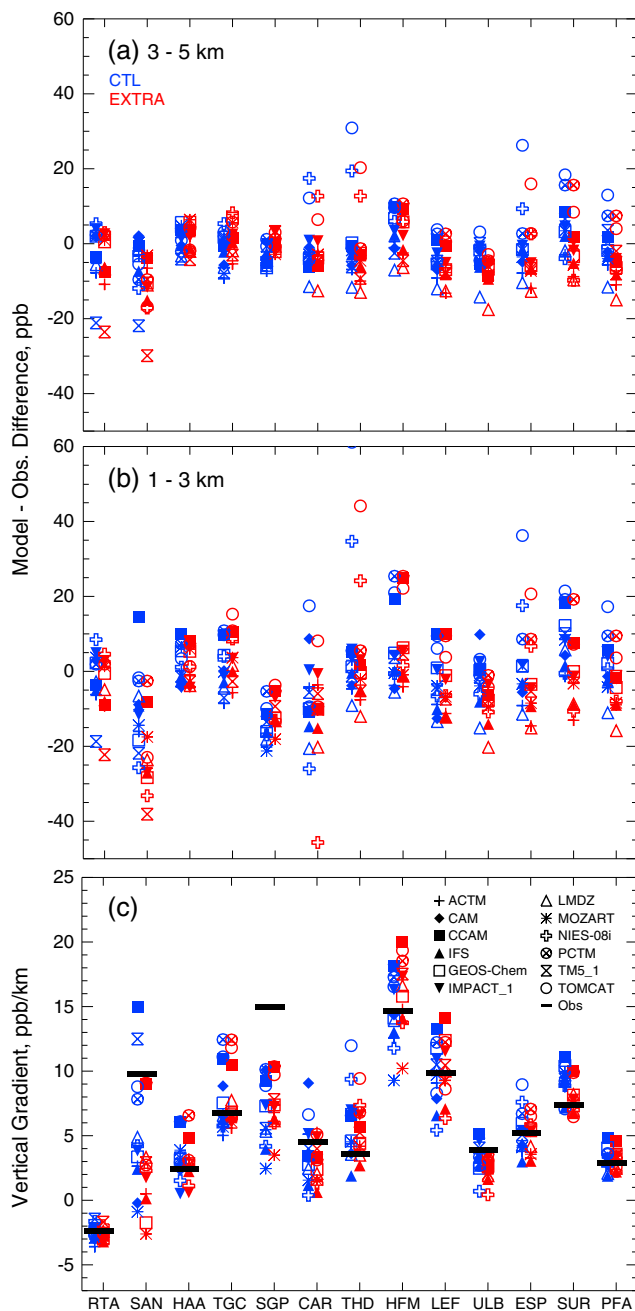 60
(a) 3 - 5 km
CTL
EXTRA
40
20
0
-20
-40
Model - Obs. Difference, ppb
60
(b) 1 - 3 km
40
20
0
-20
-40
25
(c)
20
15
10
5
0
-5
Vertical Gradient, ppb/km
ACTM
CAM
CCAM
IFS
GEOS-Chem
IMPACT_1
LMDZ
MOZART
NIES-08i
PCTM
TM5_1
TOMCAT
Obs
RTA SAN HAA TGC SGP CAR THD HFM LEF ULB ESP SUR PFA